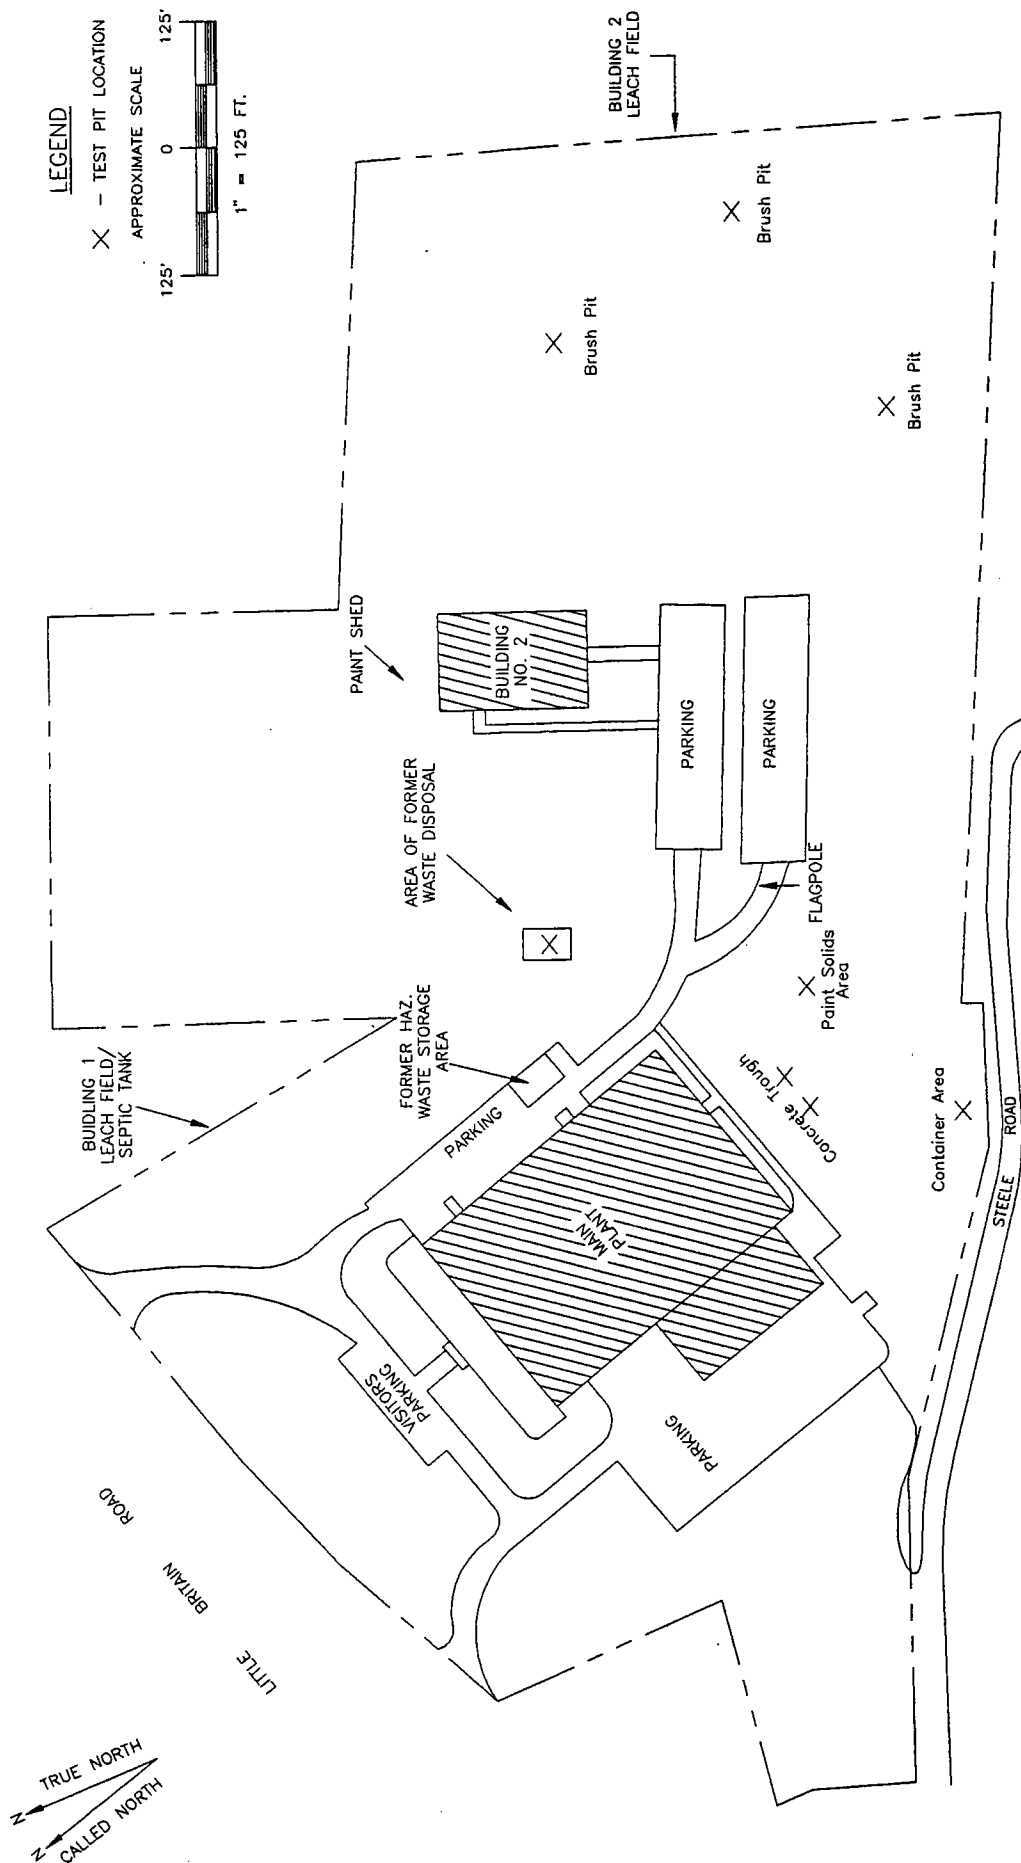 LEGEND
X – TEST PIT LOCATION
APPROXIMATE SCALE
125' 0 125'
1" = 125 FT.
TRUE NORTH
N
CALLED NORTH
N
LITTLE BRITAIN ROAD
BUIDLING 1
LEACH FIELD/
SEPTIC TANK
VISITORS
PARKING
PARKING
FORMER HAZ.
WASTE STORAGE
AREA
AREA OF FORMER
WASTE DISPOSAL
PAINT SHED
BUILDING
NO. 2
MAIN
PLANT
PARKING
PARKING
PARKING
FLAGPOLE
Paint Solids
Area
Concrete Trough
Container Area
STEELE ROAD
Brush Pit
Brush Pit
Brush Pit
BUILDING 2
LEACH FIELD